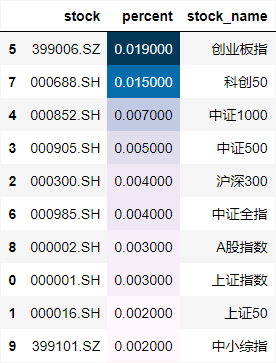 stock percent stock_name
5 399006.SZ 0.019000 创业板指
7 000688.SH 0.015000 科创50
4 000852.SH 0.007000 中证1000
3 000905.SH 0.005000 中证500
2 000300.SH 0.004000 沪深300
6 000985.SH 0.004000 中证全指
8 000002.SH 0.003000 A股指数
0 000001.SH 0.003000 上证指数
1 000016.SH 0.002000 上证50
9 399101.SZ 0.002000 中小综指